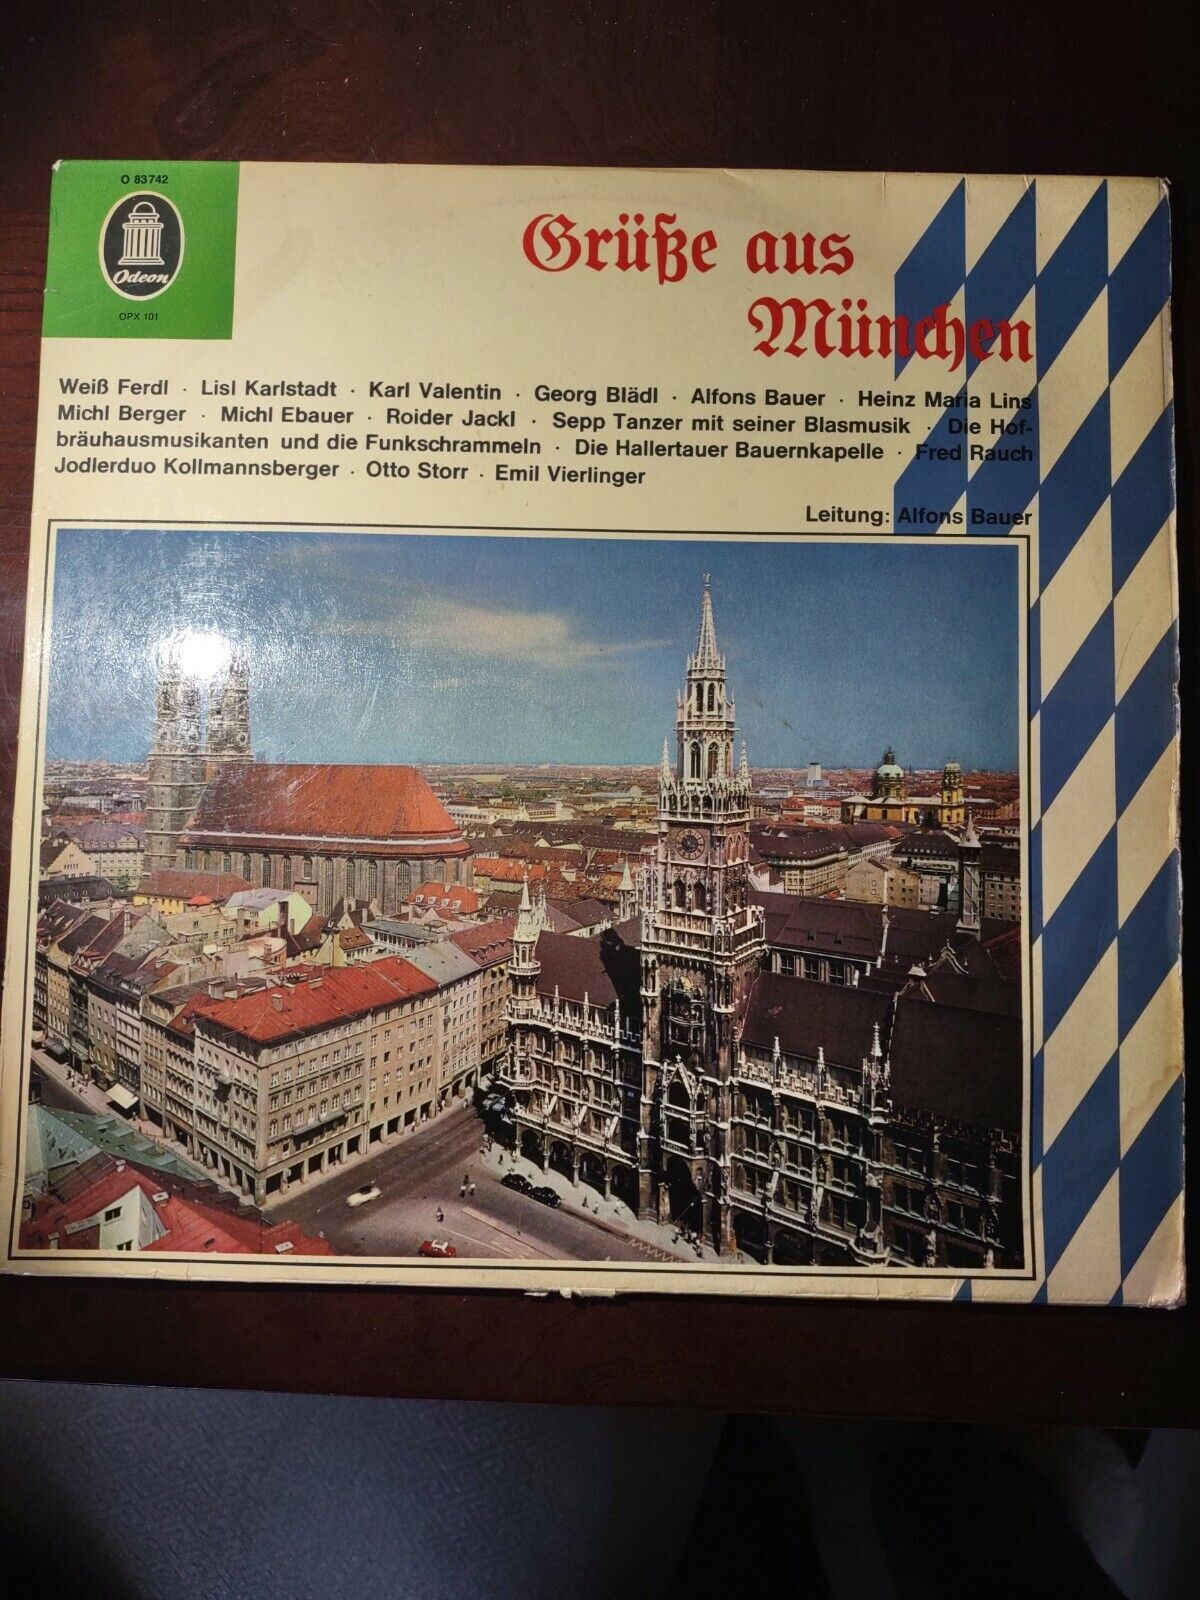 O 83742
Odeon
OPX 101
Grüße aus
München
Weiß Ferdl · Lisl Karlstadt · Karl Valentin · Georg Blädl · Alfons Bauer · Heinz Maria Lins
Michl Berger · Michl Ebauer · Roider Jackl · Sepp Tanzer mit seiner Blasmusik · Die Hof-
bräuhausmusikanten und die Funkschrammeln · Die Hallertauer Bauernkapelle · Fred Rauch
Jodlerduo Kollmannsberger · Otto Storr · Emil Vierlinger
Leitung: Alfons Bauer